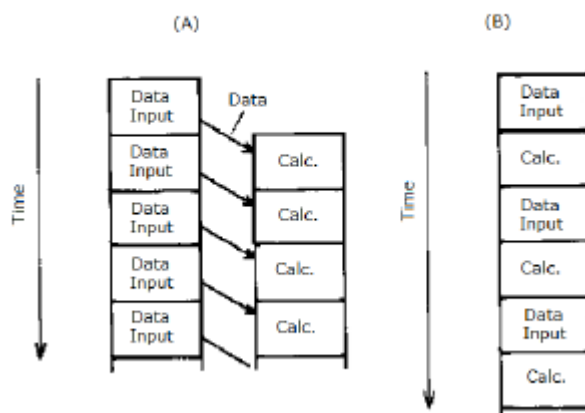 (A)
Time
Data
Input
Data
Input
Data
Input
Data
Input
Data
Input
Data
Calc.
Calc.
Calc.
Calc.
(B)
Time
Data
Input
Calc.
Data
Input
Calc.
Data
Input
Calc.